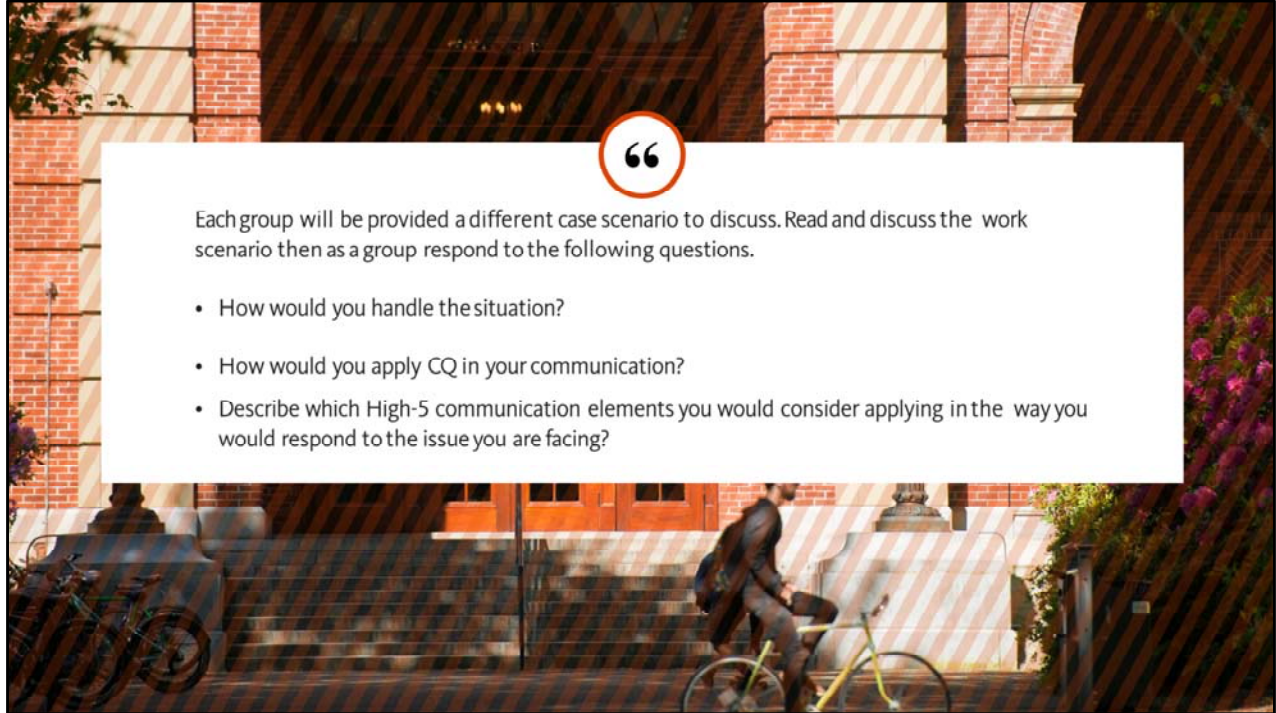 “
Each group will be provided a different case scenario to discuss. Read and discuss the work
scenario then as a group respond to the following questions.
• How would you handle the situation?
• How would you apply CQ in your communication?
• Describe which High-5 communication elements you would consider applying in the way you
would respond to the issue you are facing?